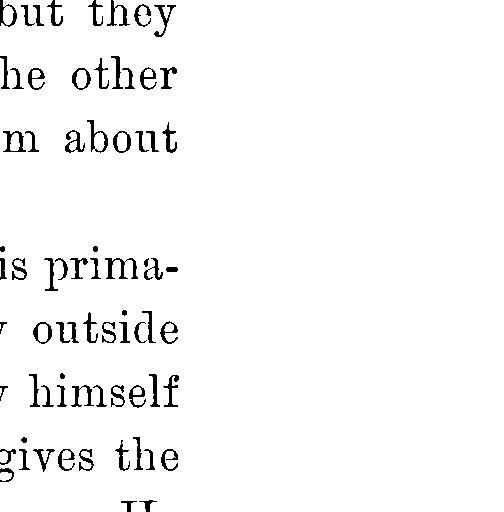 but they
he other
m about
is prima-
outside
himself
gives the